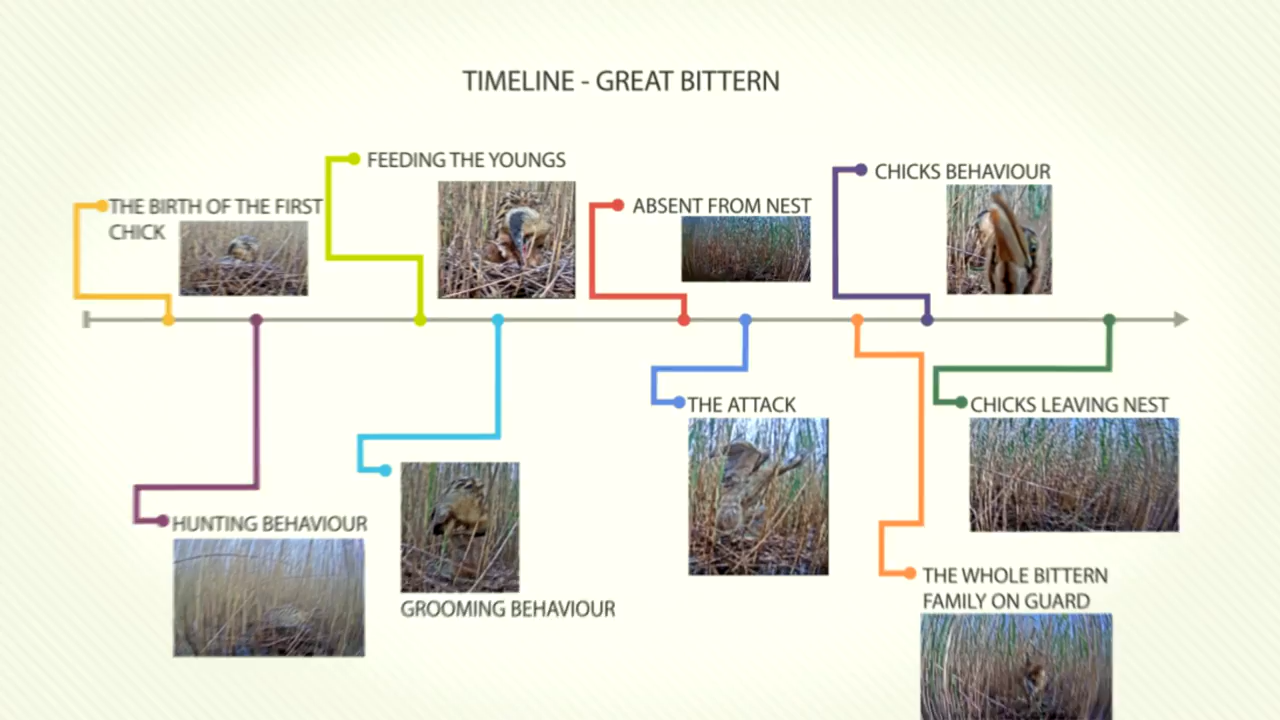 TIMELINE - GREAT BITTERN
FEEDING THE YOUNGS
CHICKS BEHAVIOUR
THE BIRTH OF THE FIRST
CHICK
ABSENT FROM NEST
THE ATTACK
CHICKS LEAVING NEST
HUNTING BEHAVIOUR
THE WHOLE BITTERN
FAMILY ON GUARD
GROOMING BEHAVIOUR